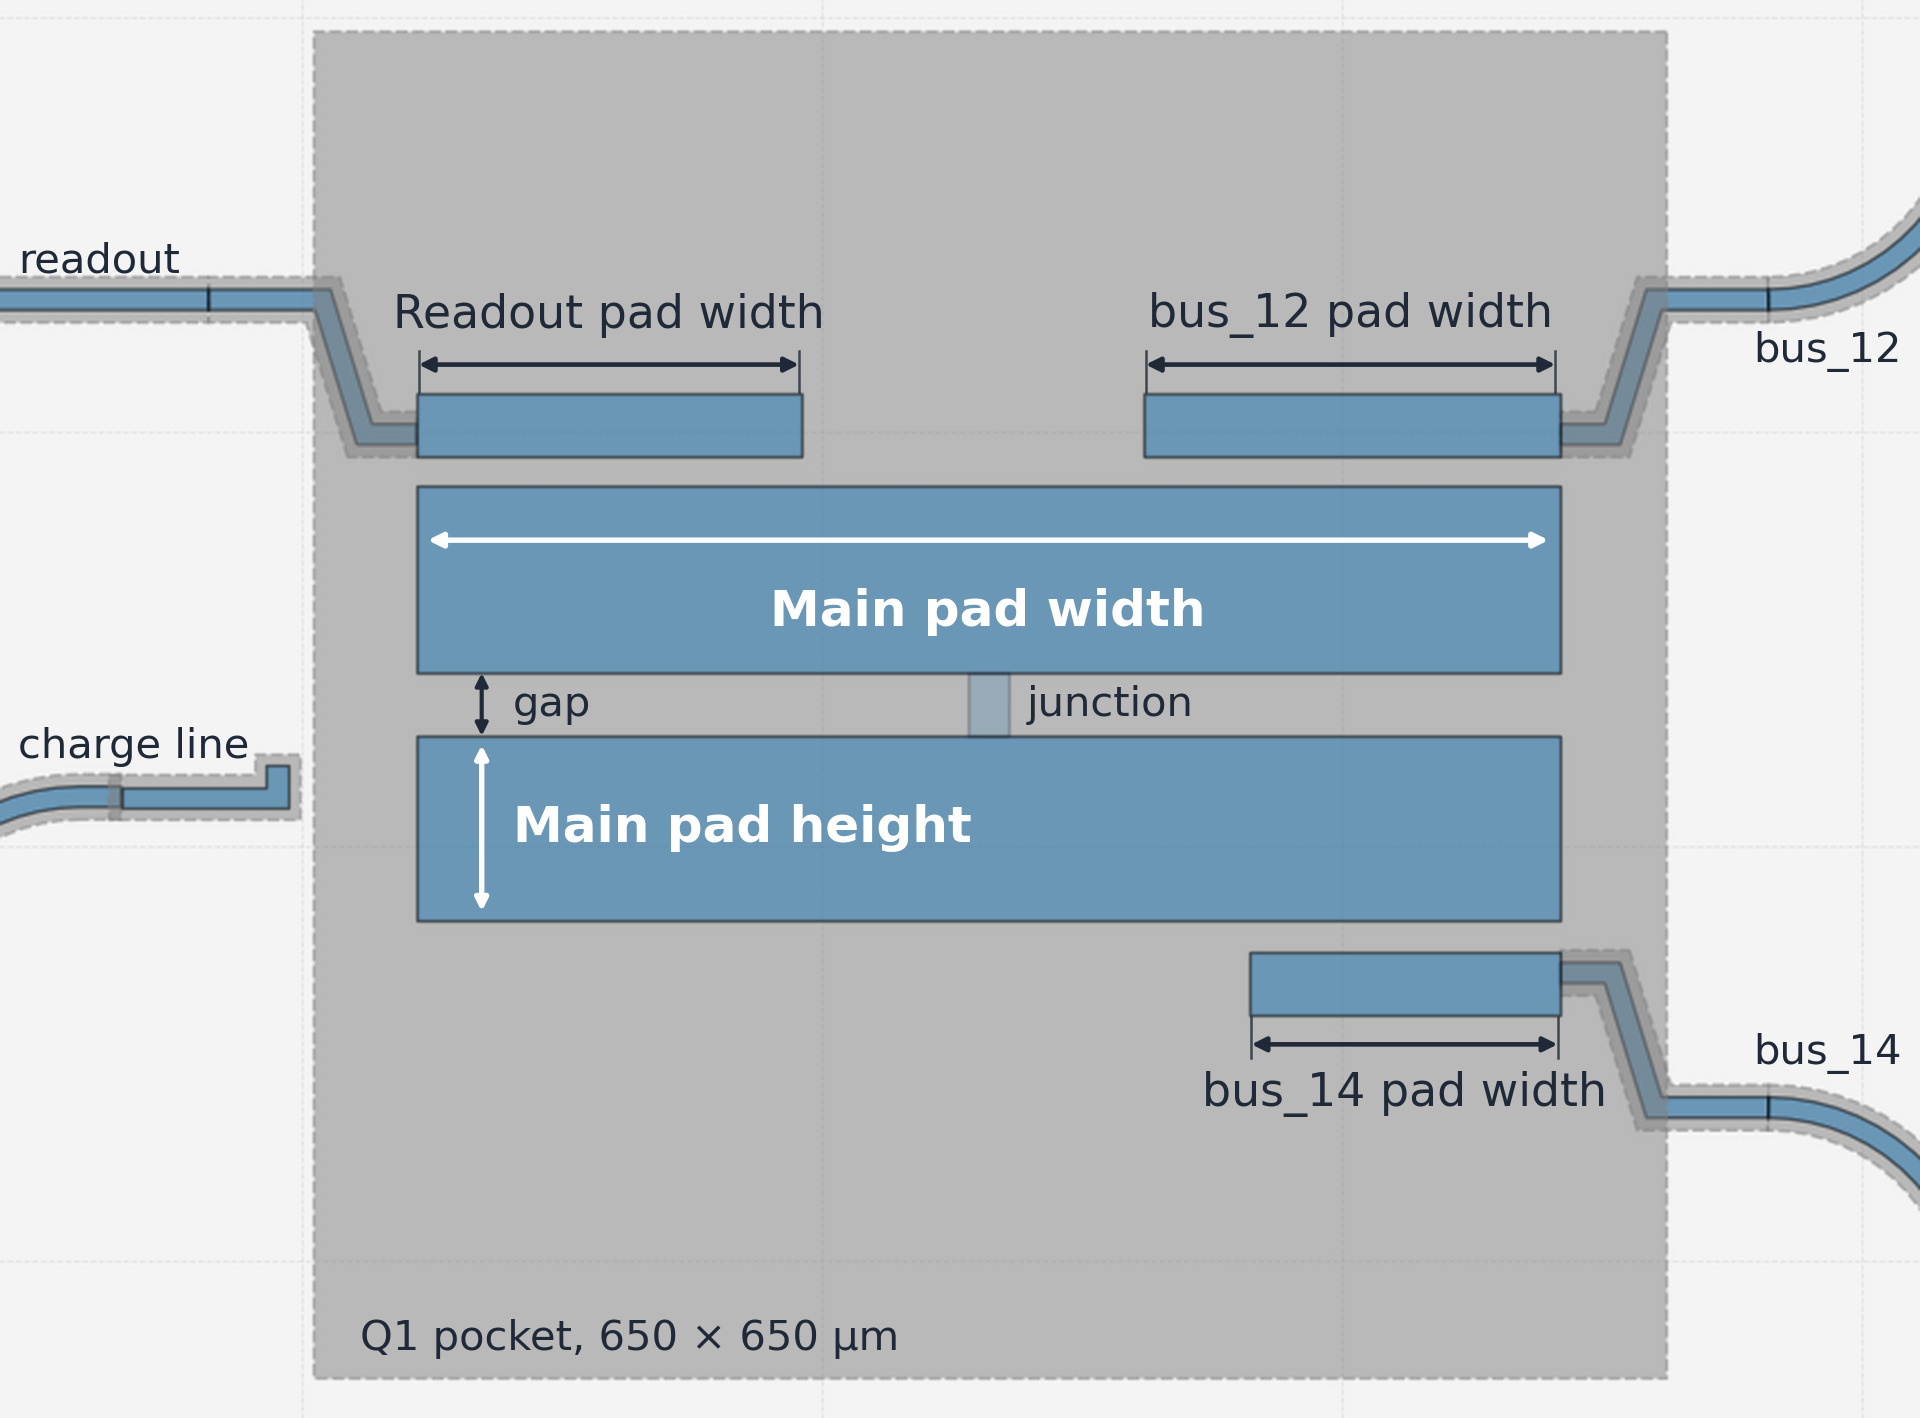 readout
Readout pad width
bus_12 pad width
bus_12
Main pad width
gap
junction
charge line
Main pad height
bus_14
bus_14 pad width
Q1 pocket, 650 × 650 μm